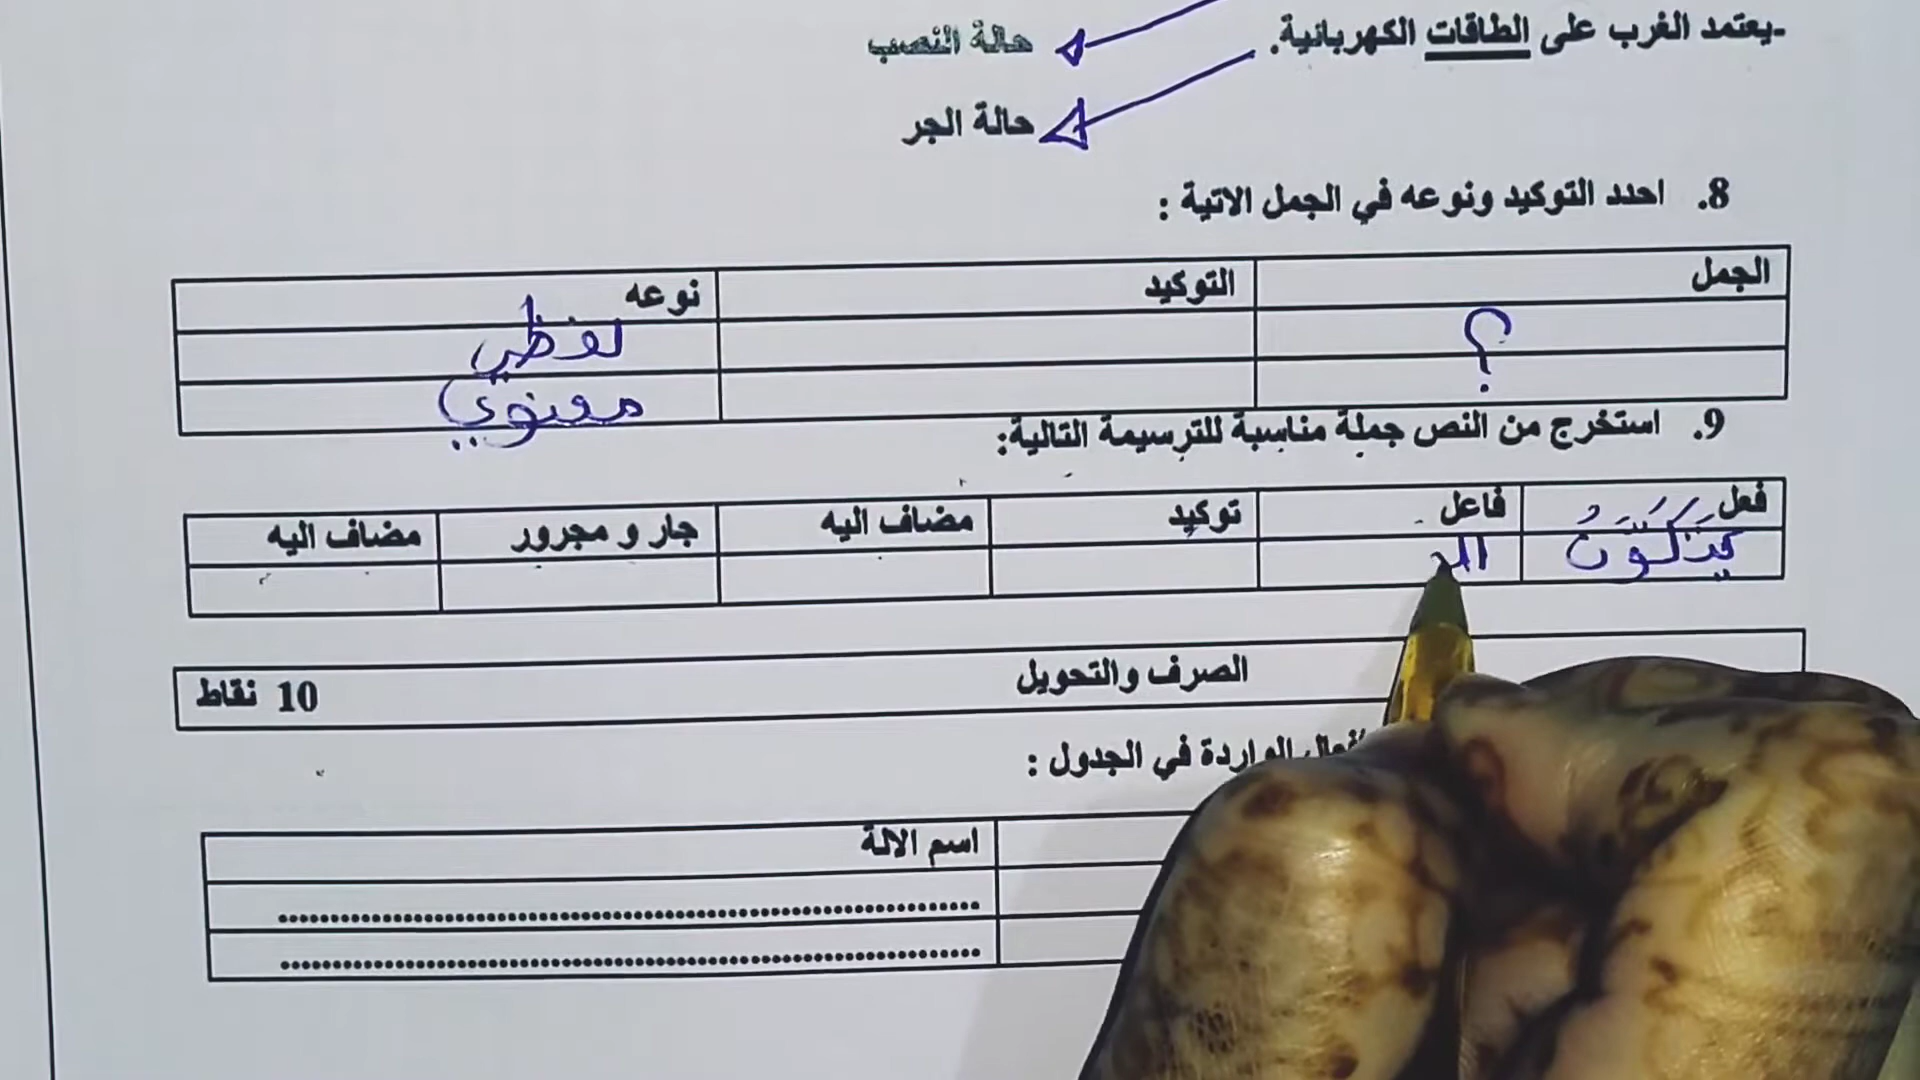 -يعتمد الغرب على الطاقات الكهربائية.
حالة النصب
حالة الجر
8. احدد التوكيد ونوعه في الجمل الاتية :
الجمل التوكيد نوعه
؟ لفظي
معنوي
9. استخرج من النص جملة مناسبة للترسيمة التالية:
فعل فاعل توكيد مضاف اليه جار و مجرور مضاف اليه
يَتَكَوَّنُ
الصرف والتحويل 10 نقاط
الواردة في الجدول :
اسم الالة